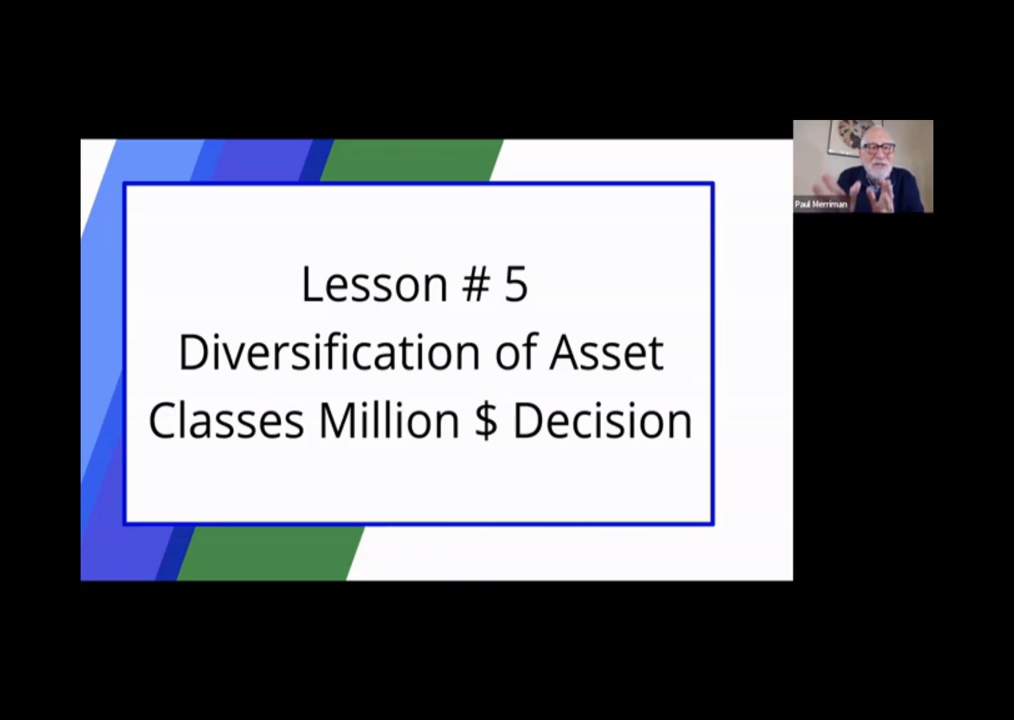 Lesson # 5
Diversification of Asset
Classes Million $ Decision
Paul Merriman